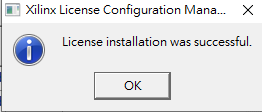 Xilinx License Configuration Mana...
License installation was successful.
OK